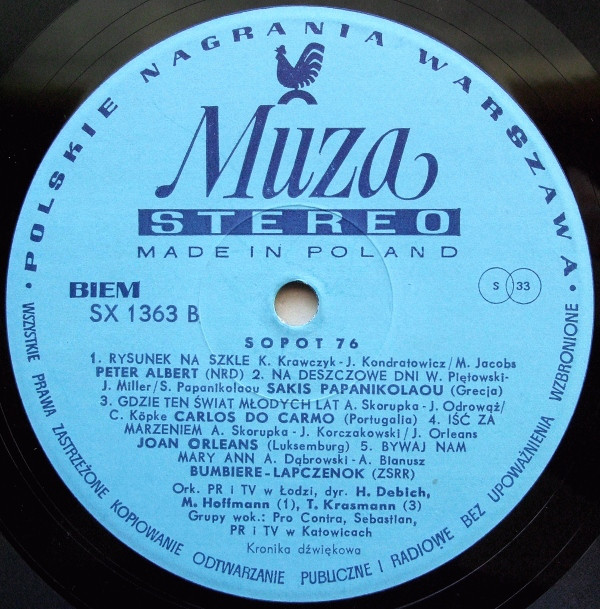 POLSKIE NAGRANIA WARSZAWA
Muza
STEREO
MADE IN POLAND
BIEM
SX 1363 B
S 33
SOPOT 76
1. RYSUNEK NA SZKLE K. Krawczyk-J. Kondratowicz/M. Jacobs
PETER ALBERT (NRD) 2. NA DESZCZOWE DNI W. Piętowski-
J. Miller/S. Papanikolaou SAKIS PAPANIKOLAOU (Grecja)
3. GDZIE TEN ŚWIAT MŁODYCH LAT A. Skorupka-J. Odrowąż/
C. Köpke CARLOS DO CARMO (Portugalia) 4. IŚĆ ZA
MARZENIEM A. Skorupka-J. Korczakowski/J. Orleans
JOAN ORLEANS (Luksemburg) 5. BYWAJ NAM
MARY ANN A. Dąbrowski-A. Bianusz
BUMBIERE-LAPCZENOK (ZSRR)
Ork. PR i TV w Łodzi, dyr. H. Debich,
M. Hoffmann (1), T. Krasmann (3)
Grupy wok.: Pro Contra, Sebastian,
PR i TV w Katowicach
Kronika dźwiękowa
WSZYSTKIE PRAWA ZASTRZEŻONE KOPIOWANIE ODTWARZANIE PUBLICZNE I RADIOWE BEZ UPOWAŻNIENIA WZBRONIONE